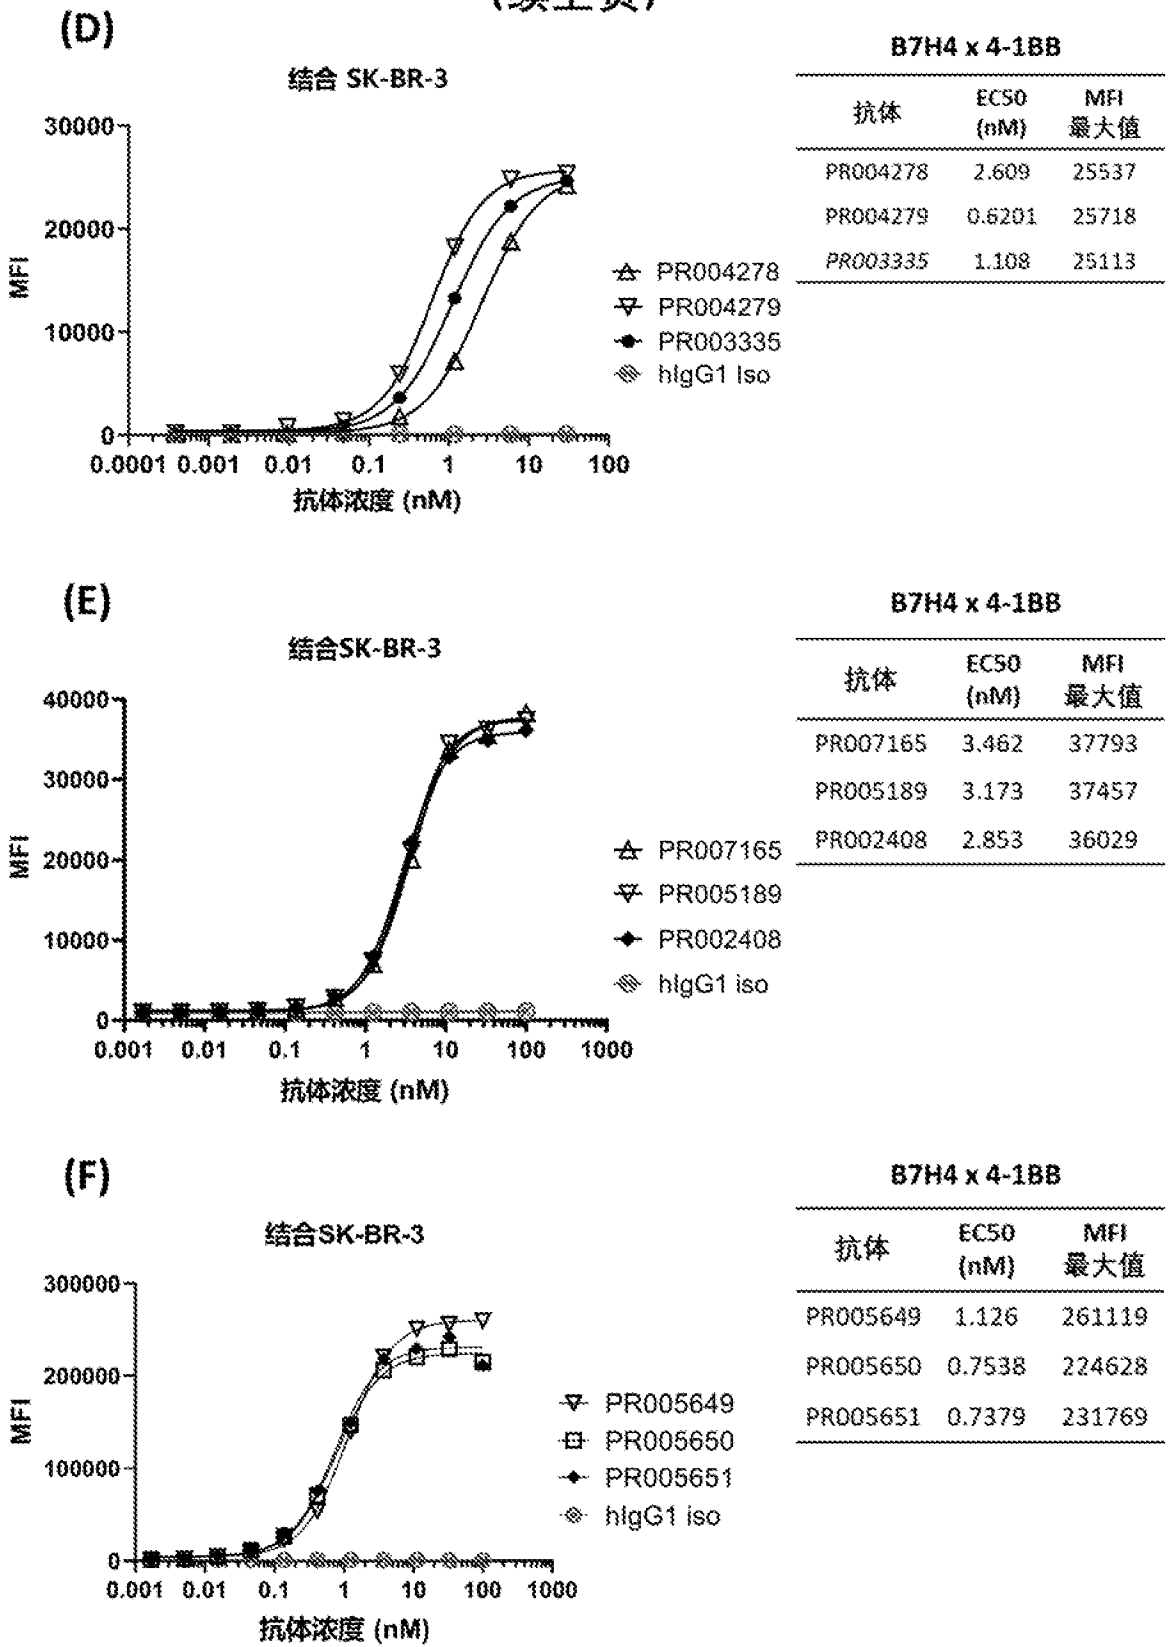 (续上页)
(D)
结合 SK-BR-3
30000
20000
10000
0
MFI
0.0001 0.001 0.01 0.1 1 10 100
抗体浓度 (nM)
PR004278
PR004279
PR003335
hIgG1 Iso
B7H4 x 4-1BB
抗体 EC50 (nM) MFI 最大值
PR004278 2.609 25537
PR004279 0.6201 25718
PR003335 1.108 25113
(E)
结合SK-BR-3
40000
30000
20000
10000
0
MFI
0.001 0.01 0.1 1 10 100 1000
抗体浓度 (nM)
PR007165
PR005189
PR002408
hIgG1 iso
B7H4 x 4-1BB
抗体 EC50 (nM) MFI 最大值
PR007165 3.462 37793
PR005189 3.173 37457
PR002408 2.853 36029
(F)
结合SK-BR-3
300000
200000
100000
0
MFI
0.001 0.01 0.1 1 10 100 1000
抗体浓度 (nM)
PR005649
PR005650
PR005651
hIgG1 iso
B7H4 x 4-1BB
抗体 EC50 (nM) MFI 最大值
PR005649 1.126 261119
PR005650 0.7538 224628
PR005651 0.7379 231769